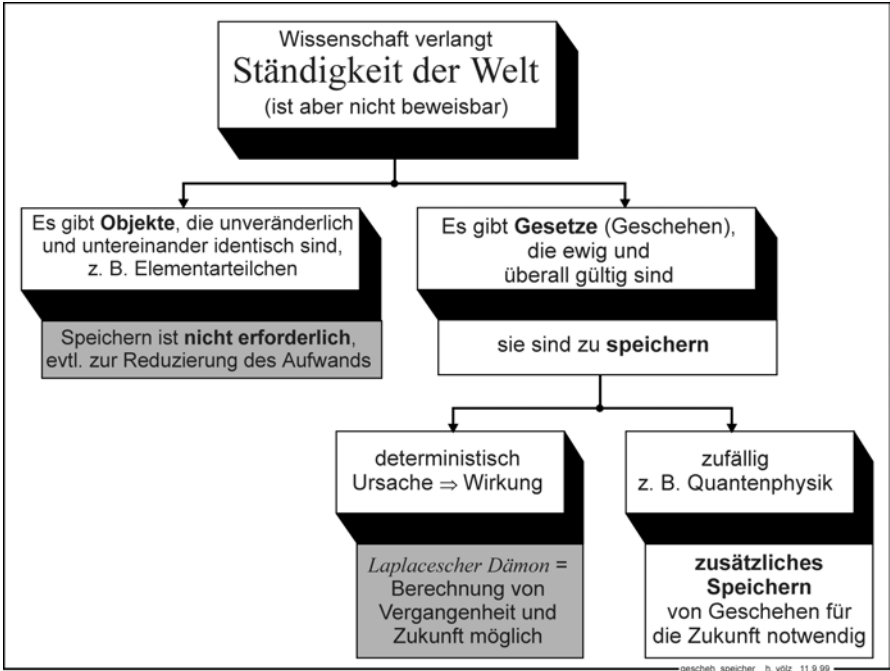 Wissenschaft verlangt
Ständigkeit der Welt
(ist aber nicht beweisbar)
Es gibt Objekte, die unveränderlich
und untereinander identisch sind,
z. B. Elementarteilchen
Speichern ist nicht erforderlich,
evtl. zur Reduzierung des Aufwands
Es gibt Gesetze (Geschehen),
die ewig und
überall gültig sind
sie sind zu speichern
deterministisch
Ursache ⇒ Wirkung
Laplacescher Dämon =
Berechnung von
Vergangenheit und
Zukunft möglich
zufällig
z. B. Quantenphysik
zusätzliches
Speichern
von Geschehen für
die Zukunft notwendig
gescheh_speicher h. völz 11.9.99